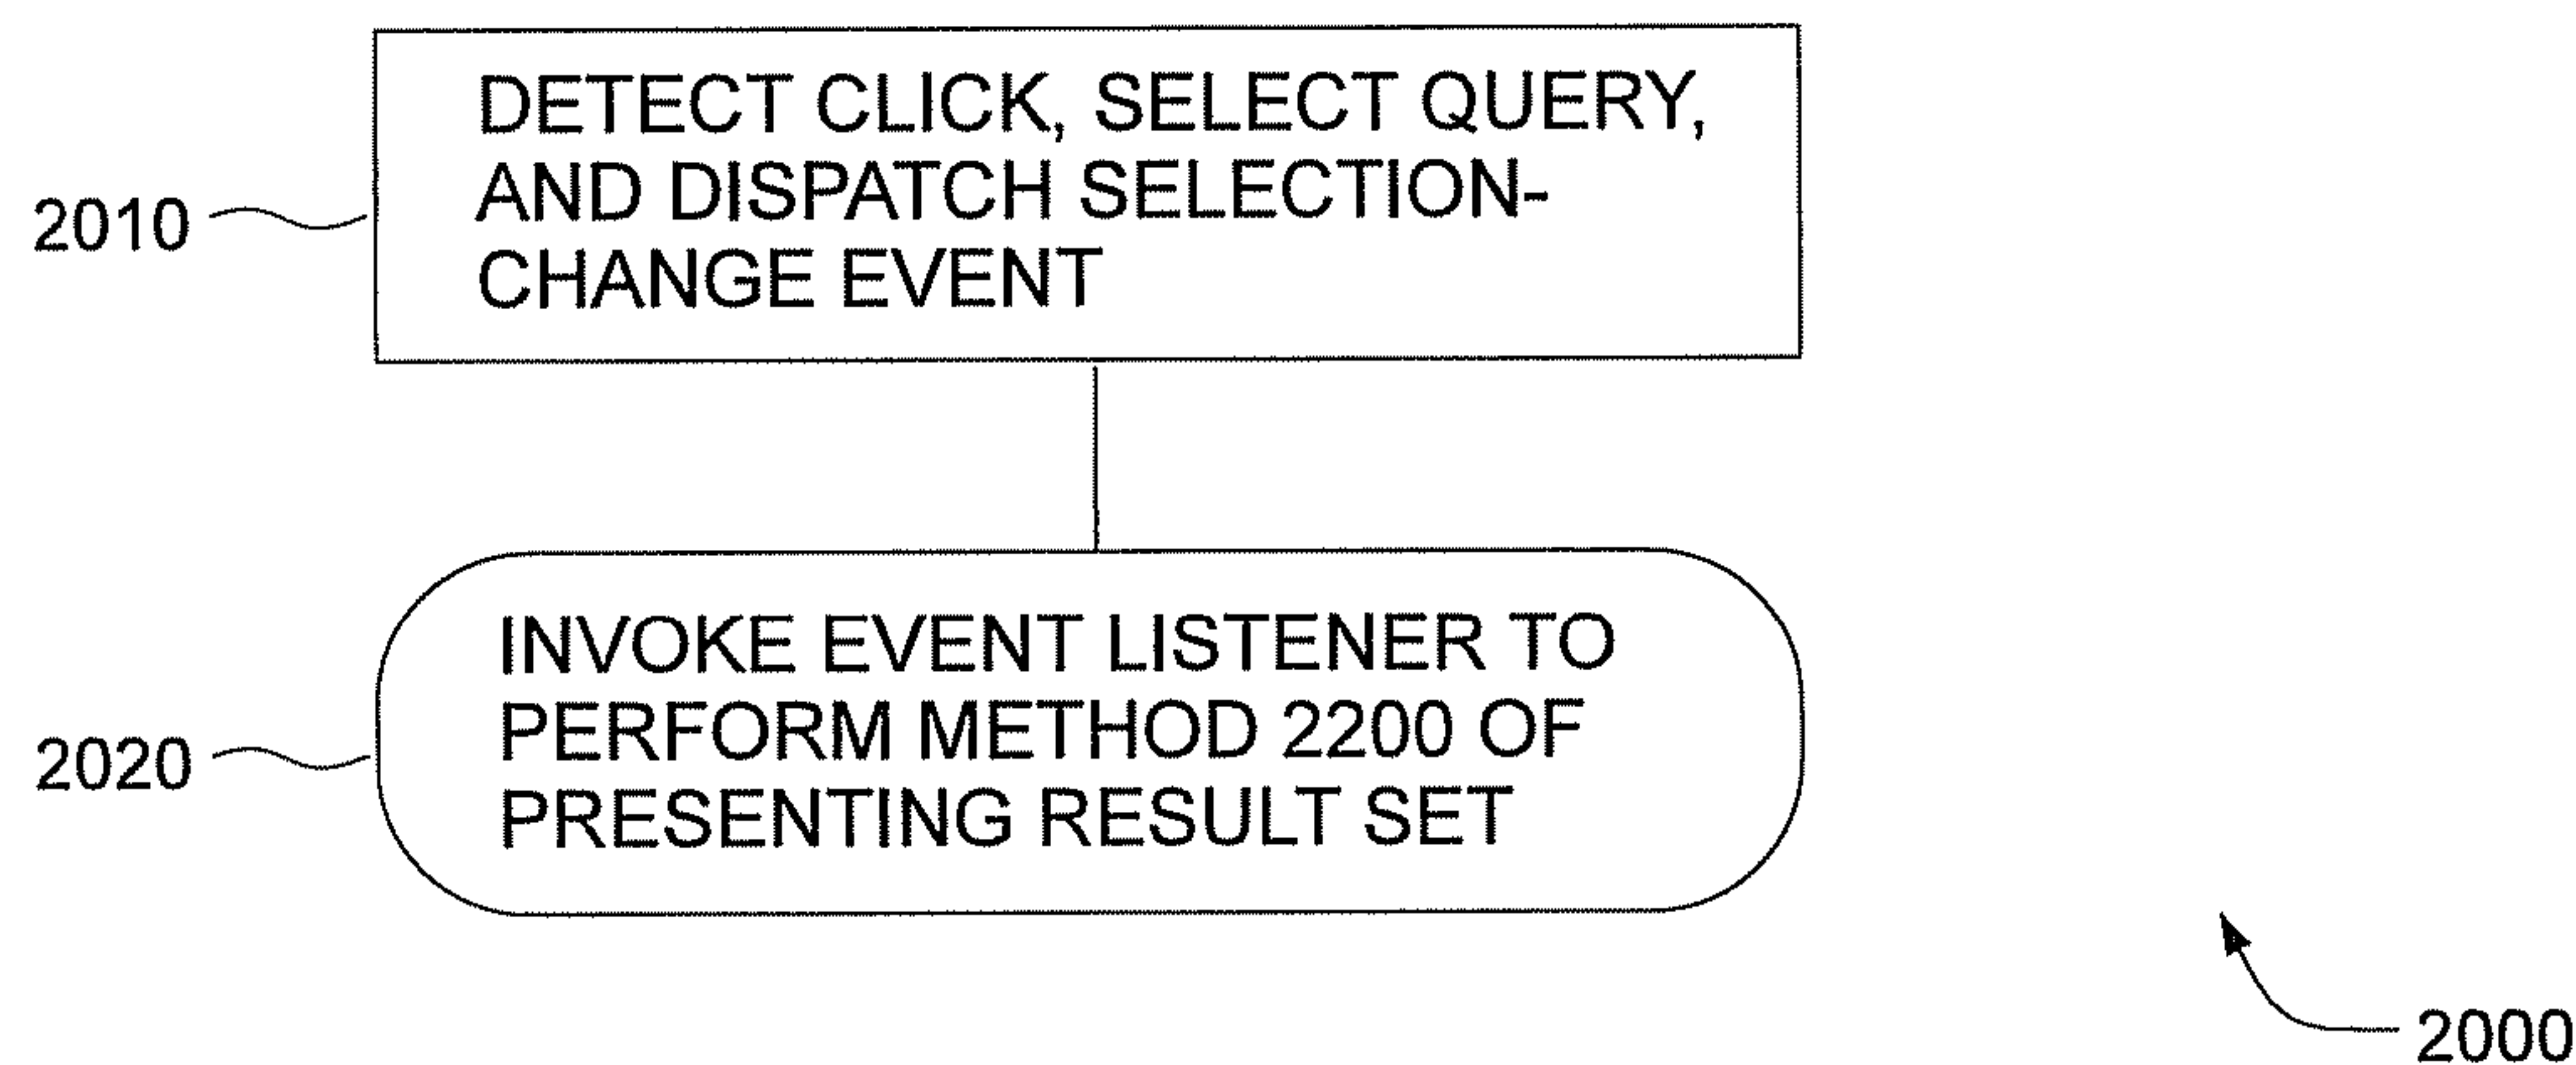 DETECT CLICK, SELECT QUERY,
AND DISPATCH SELECTION-
CHANGE EVENT
2010
INVOKE EVENT LISTENER TO
PERFORM METHOD 2200 OF
PRESENTING RESULT SET
2020
2000